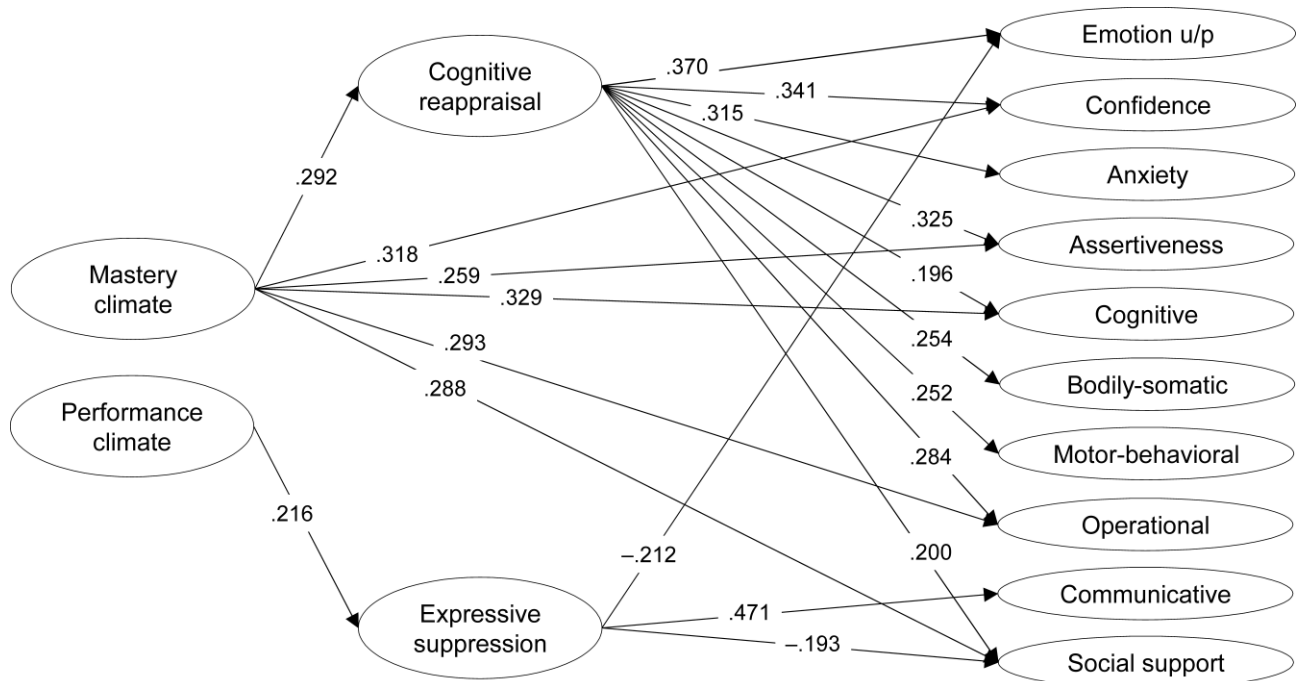 Emotion u/p
Cognitive
reappraisal
.370
.341
Confidence
.315
Anxiety
.292
.325
.318
Assertiveness
Mastery
climate
.259
.196
.329
Cognitive
.293
.254
.288
Bodily-somatic
.252
Performance
climate
.284
Motor-behavioral
.216
Operational
–.212
.200
.471
Communicative
Expressive
suppression
–.193
Social support